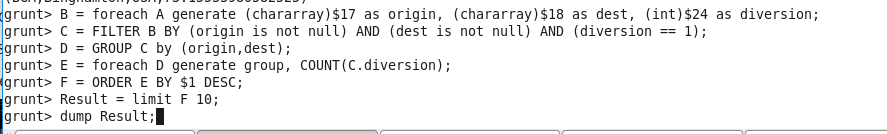 grunt> B = foreach A generate (chararray)$17 as origin, (chararray)$18 as dest, (int)$24 as diversion;
grunt> C = FILTER B BY (origin is not null) AND (dest is not null) AND (diversion == 1);
grunt> D = GROUP C by (origin,dest);
grunt> E = foreach D generate group, COUNT(C.diversion);
grunt> F = ORDER E BY $1 DESC;
grunt> Result = limit F 10;
grunt> dump Result;